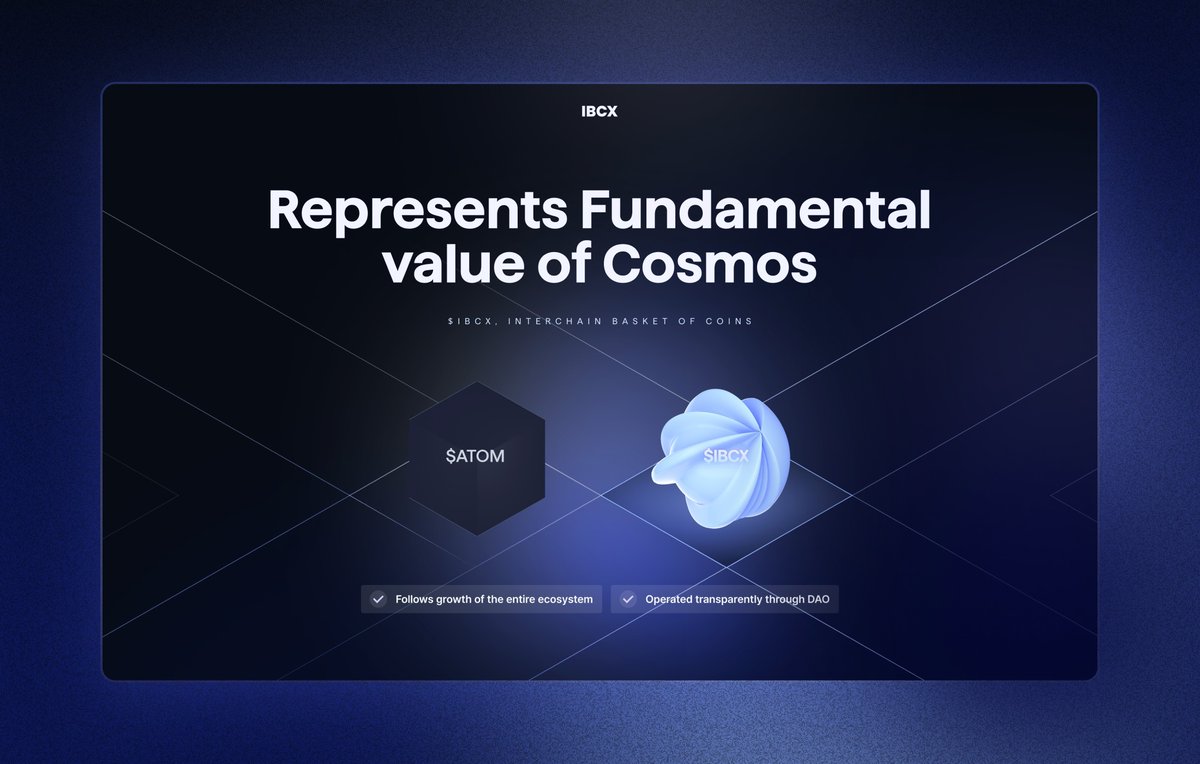 IBCX
Represents Fundamental
value of Cosmos
$IBCX, INTERCHAIN BASKET OF COINS
$ATOM
$IBCX
Follows growth of the entire ecosystem
Operated transparently through DAO